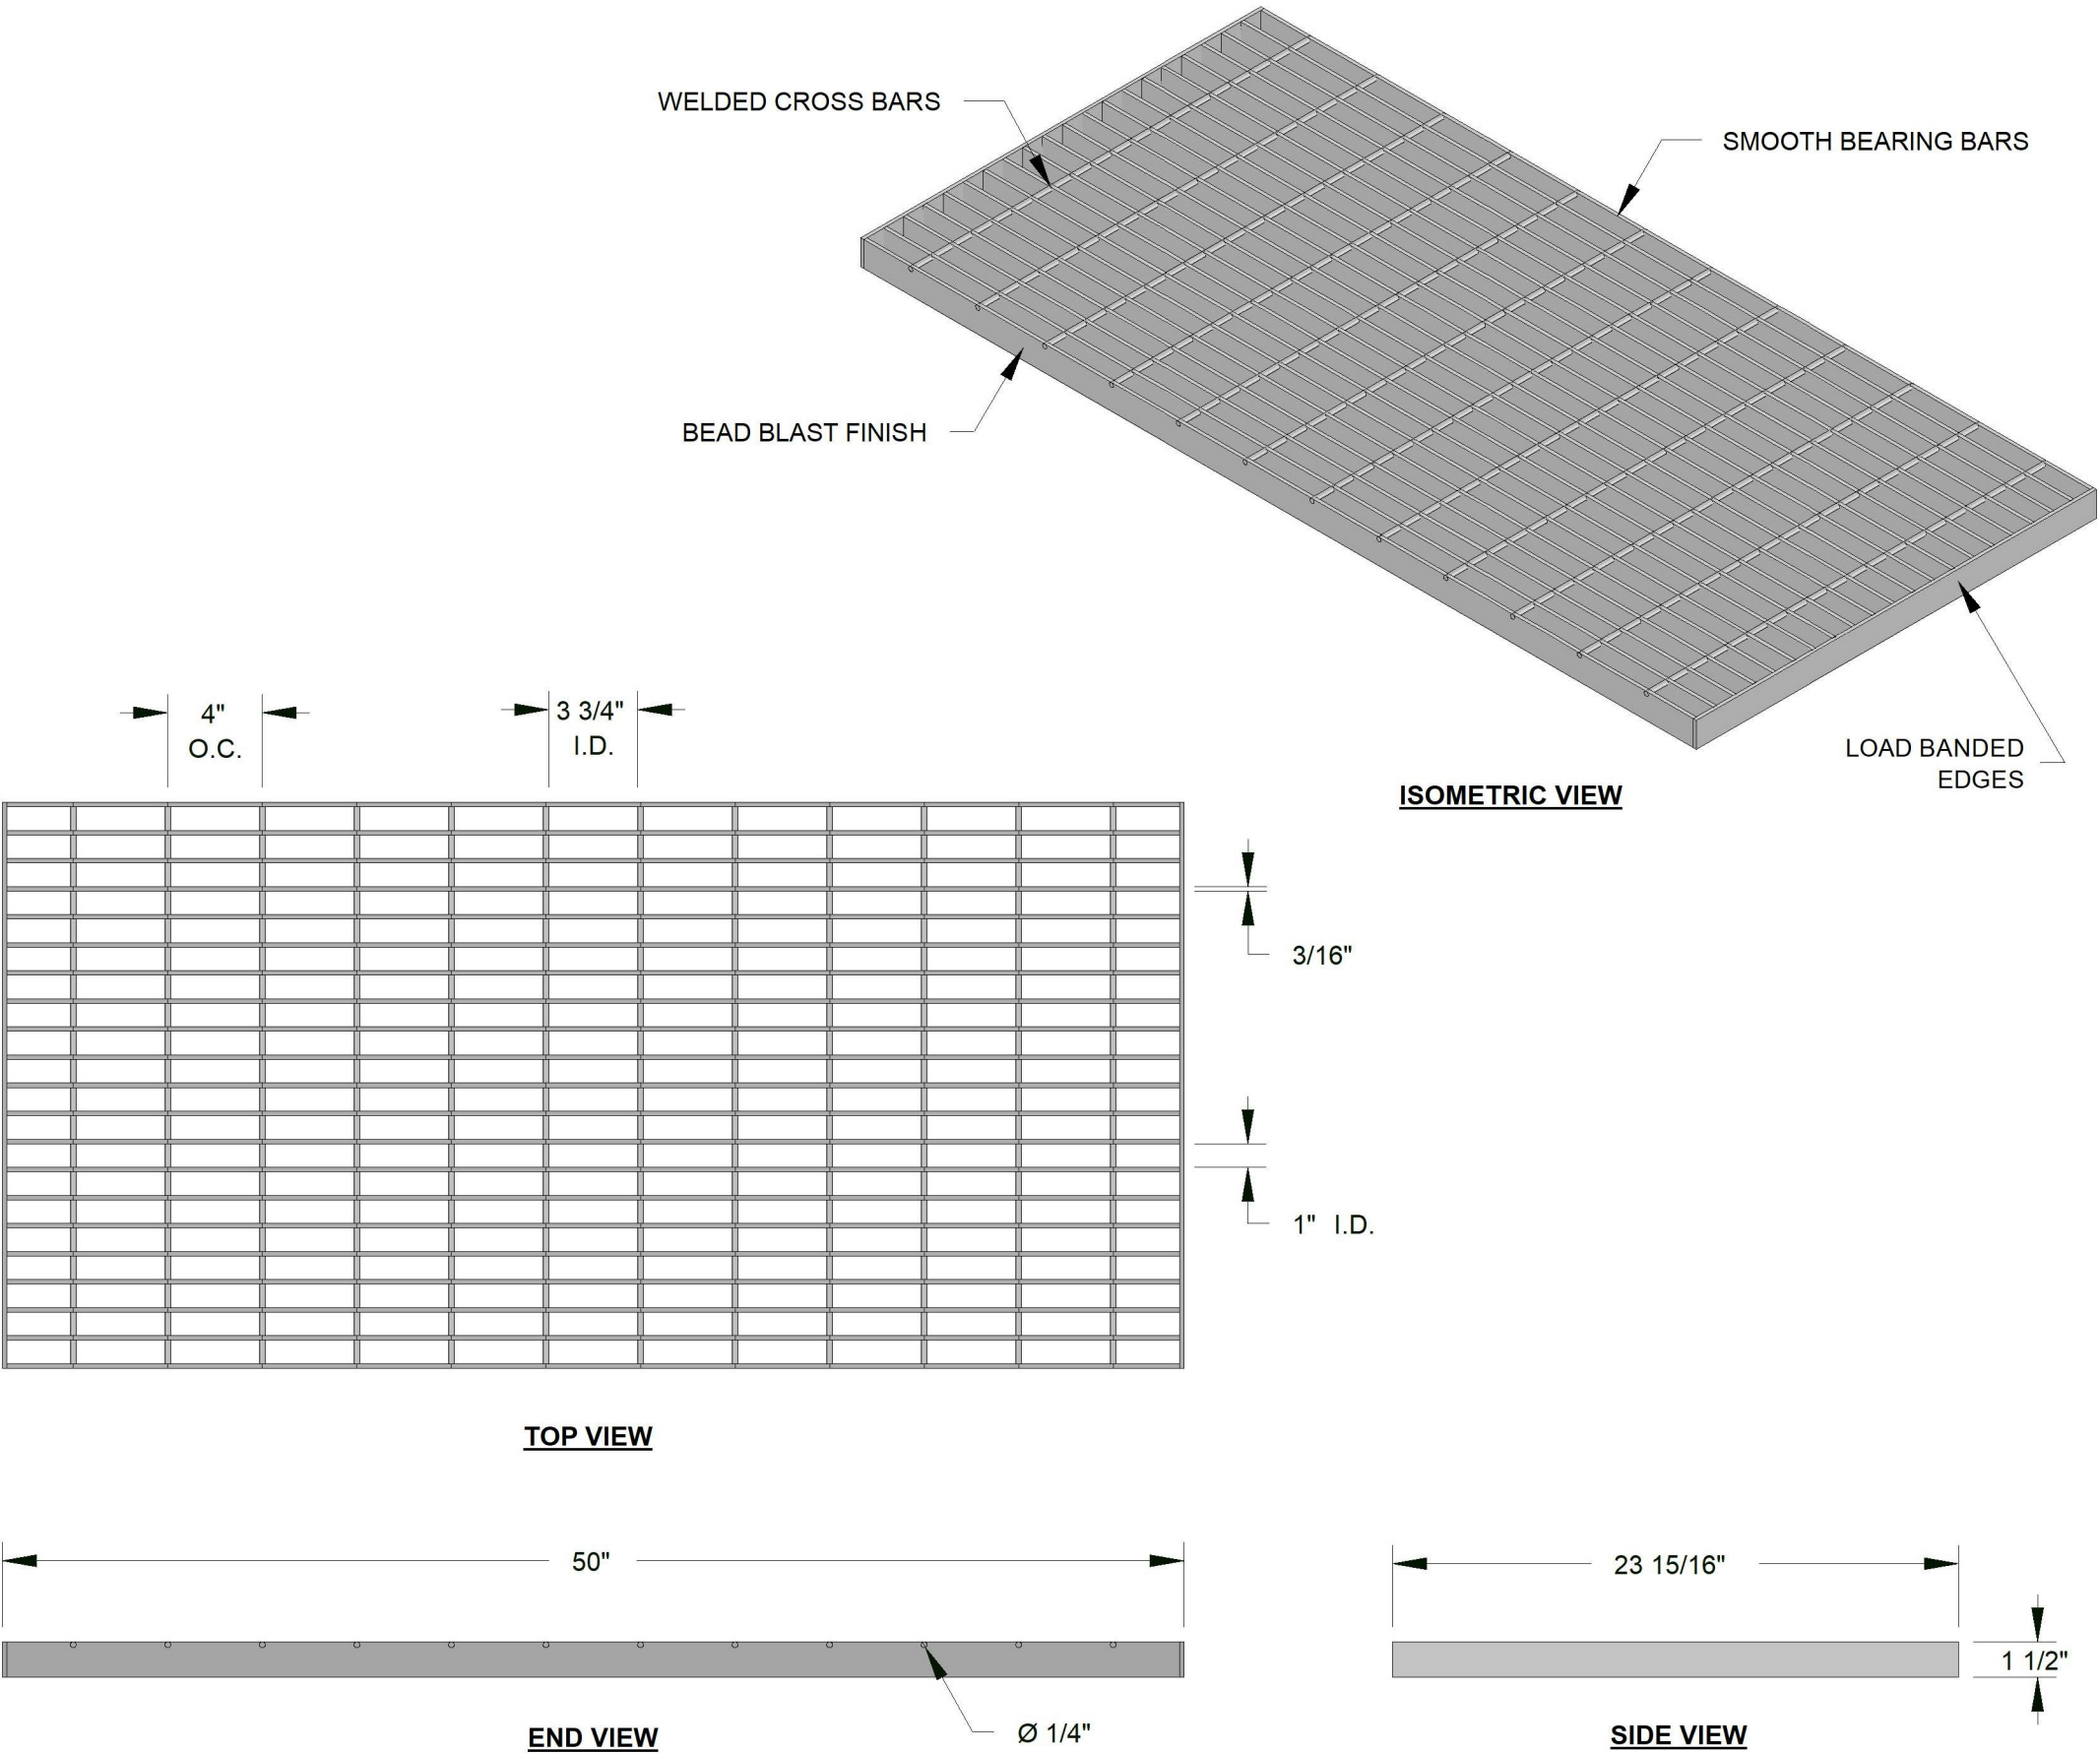 WELDED CROSS BARS
SMOOTH BEARING BARS
BEAD BLAST FINISH
LOAD BANDED
EDGES
ISOMETRIC VIEW
4"
O.C.
3 3/4"
I.D.
3/16"
1" I.D.
TOP VIEW
50"
Ø 1/4"
END VIEW
23 15/16"
1 1/2"
SIDE VIEW